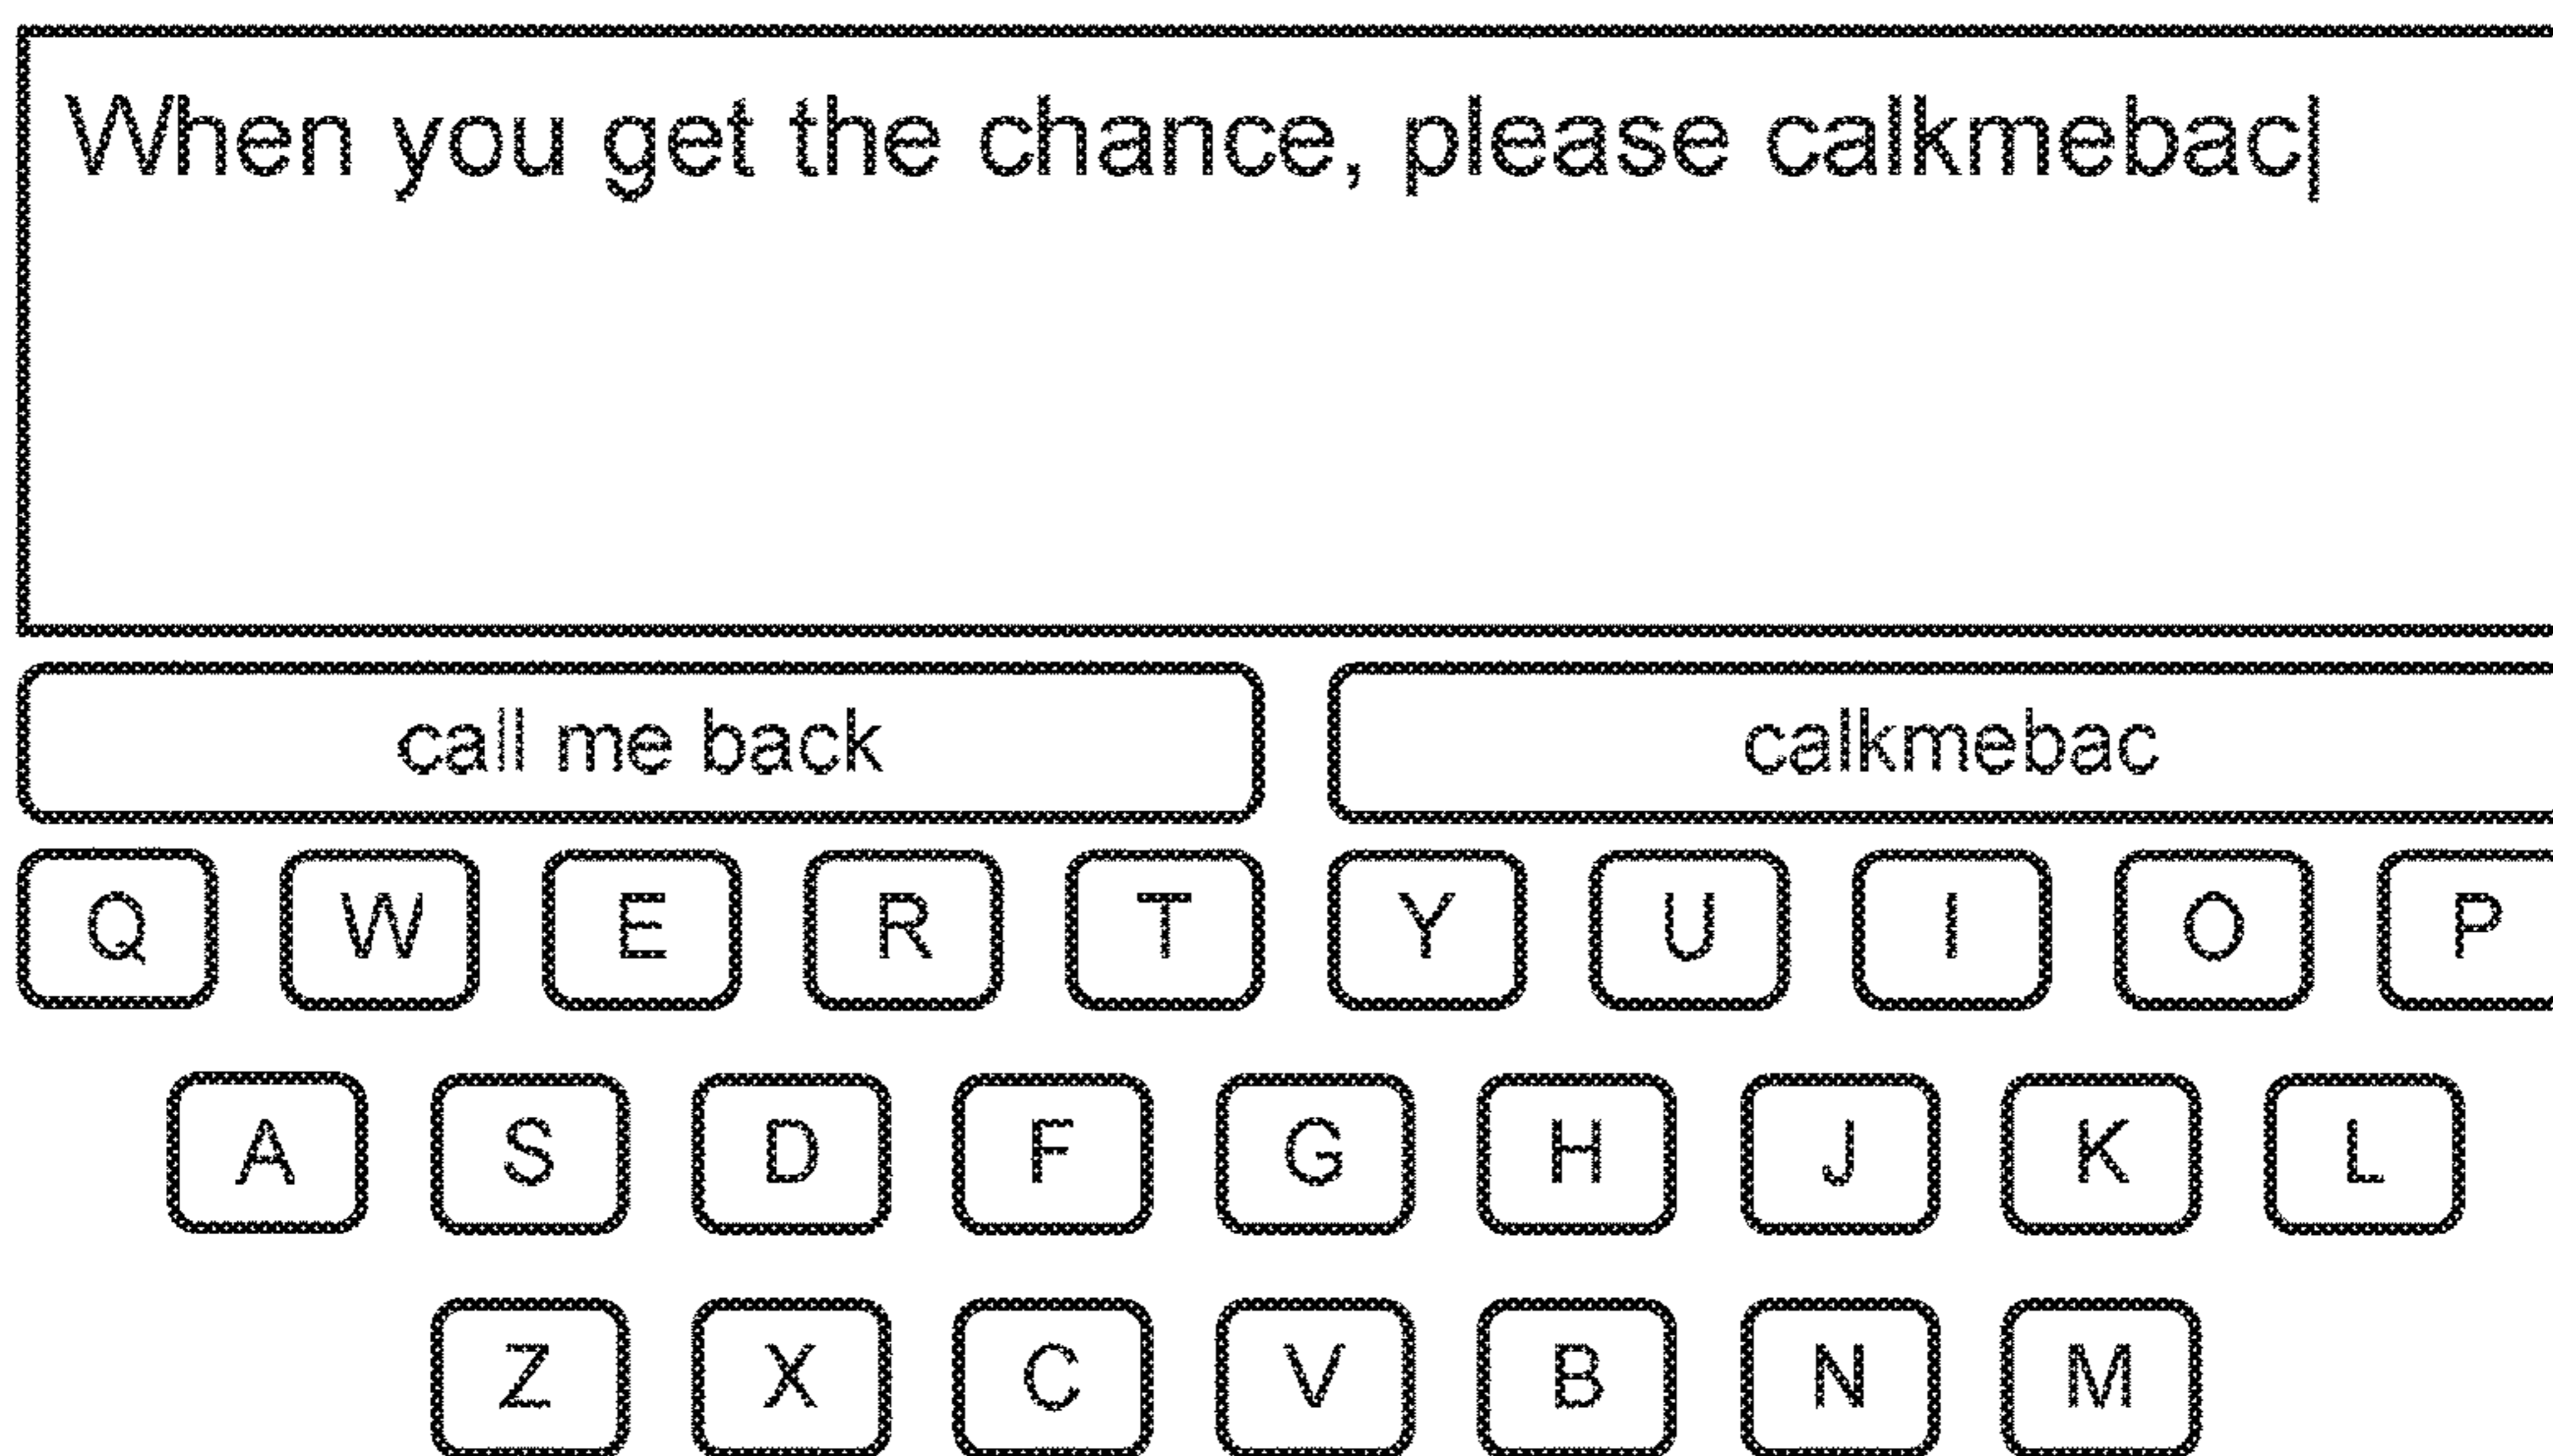 When you get the chance, please calkmebac
call me back calkmebac
Q W E R T Y U I O P
A S D F G H J K L
Z X C V B N M